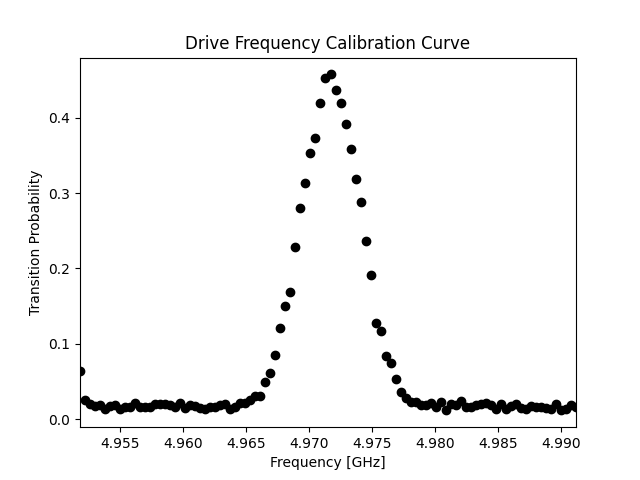 Drive Frequency Calibration Curve
Transition Probability
0.4
0.3
0.2
0.1
0.0
4.955 4.960 4.965 4.970 4.975 4.980 4.985 4.990
Frequency [GHz]